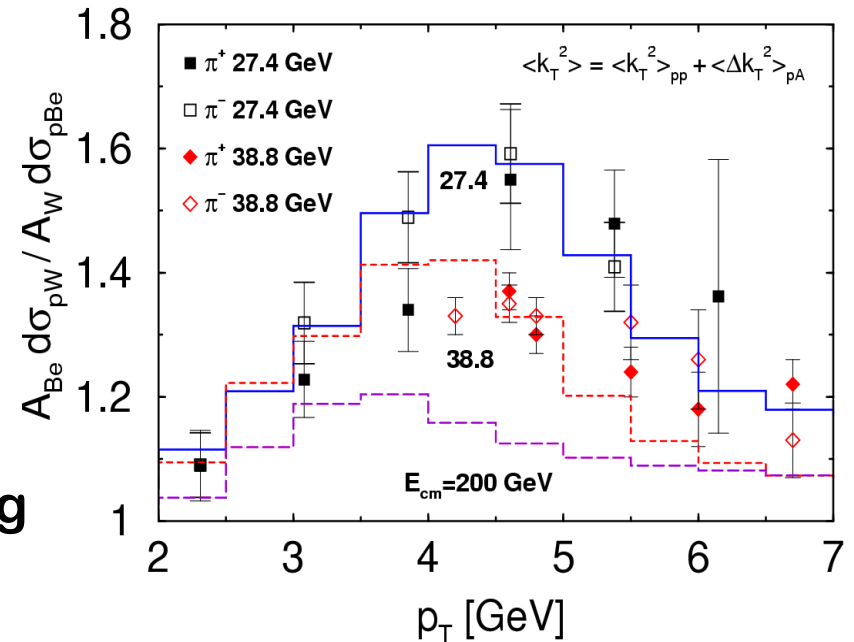 A_Be dσ_pW / A_W dσ_pBe
1.8
1.6
1.4
1.2
1
π⁺ 27.4 GeV
π⁻ 27.4 GeV
π⁺ 38.8 GeV
π⁻ 38.8 GeV
<k_T²> = <k_T²>_pp + <Δk_T²>_pA
27.4
38.8
E_cm=200 GeV
g
2 3 4 5 6 7
p_T [GeV]